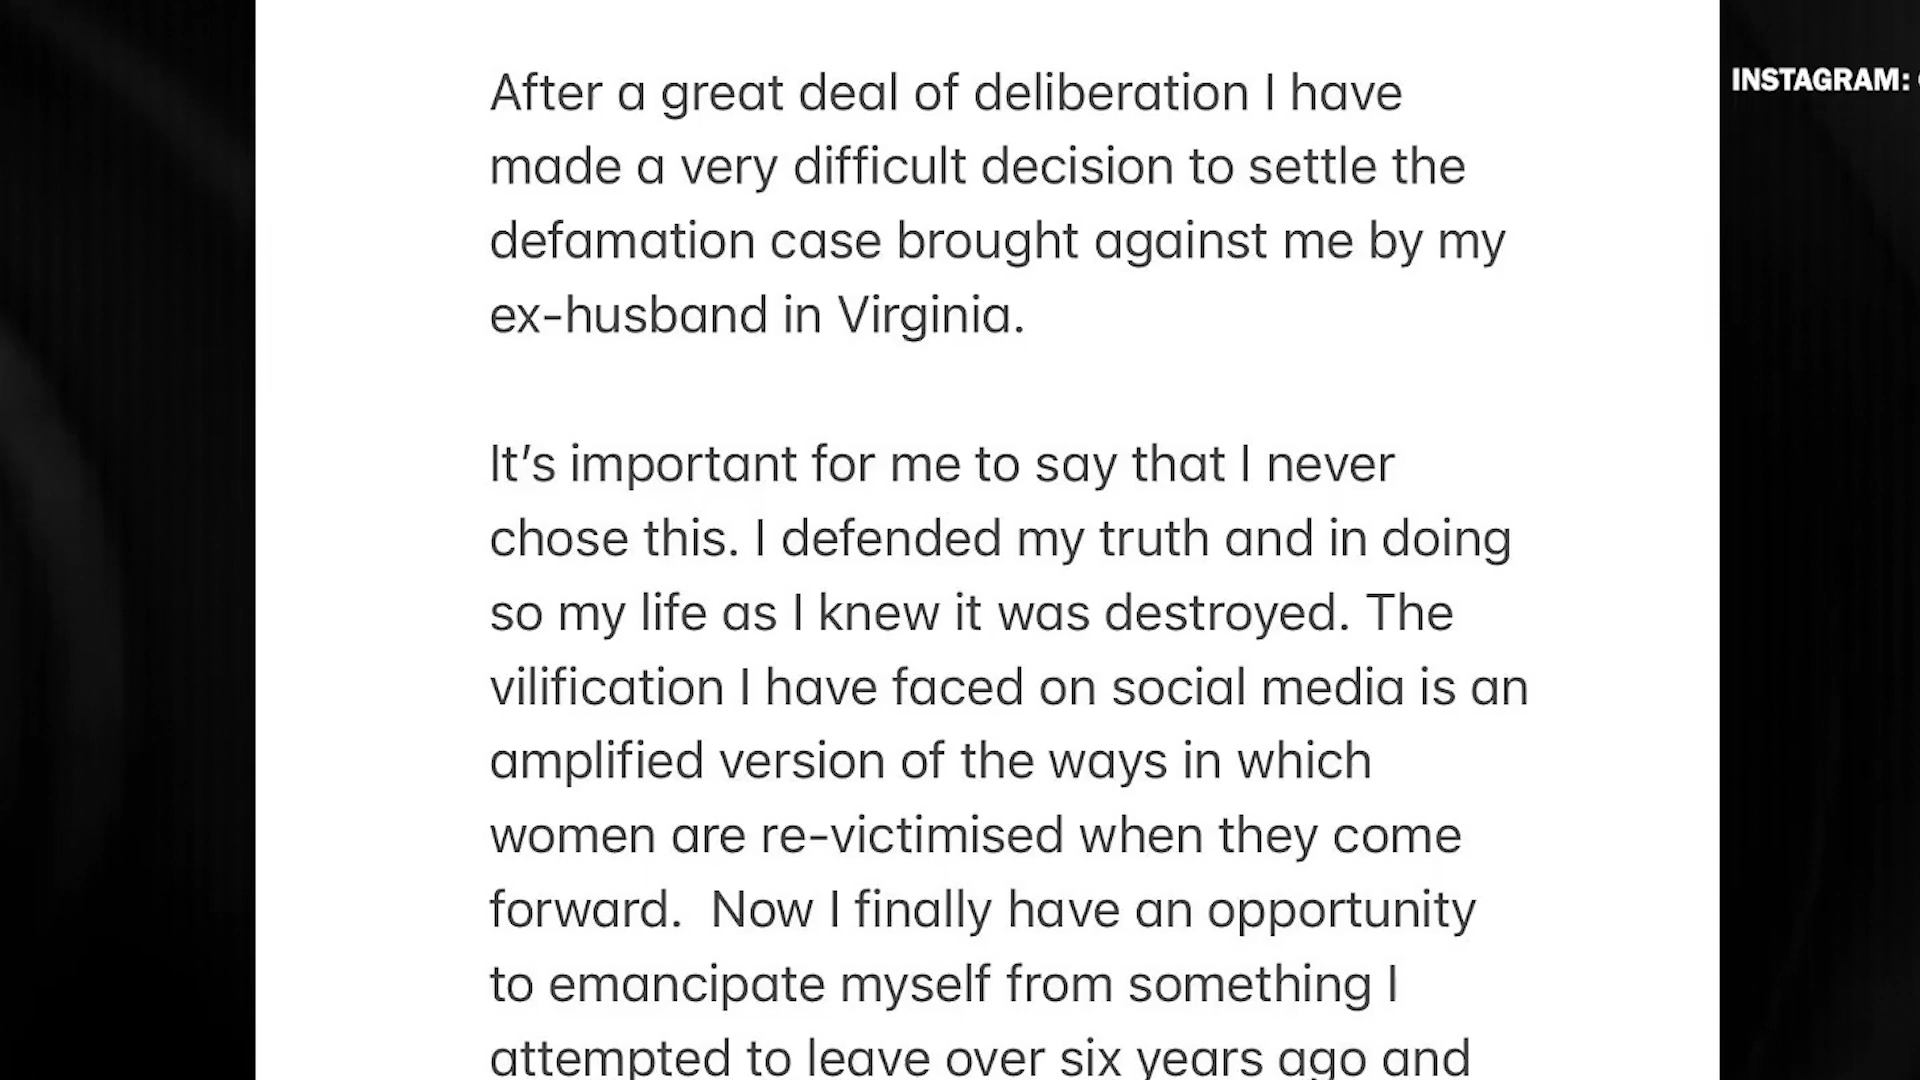 After a great deal of deliberation I have
made a very difficult decision to settle the
defamation case brought against me by my
ex-husband in Virginia.
It's important for me to say that I never
chose this. I defended my truth and in doing
so my life as I knew it was destroyed. The
vilification I have faced on social media is an
amplified version of the ways in which
women are re-victimised when they come
forward.  Now I finally have an opportunity
to emancipate myself from something I
attempted to leave over six years ago and
INSTAGRAM: